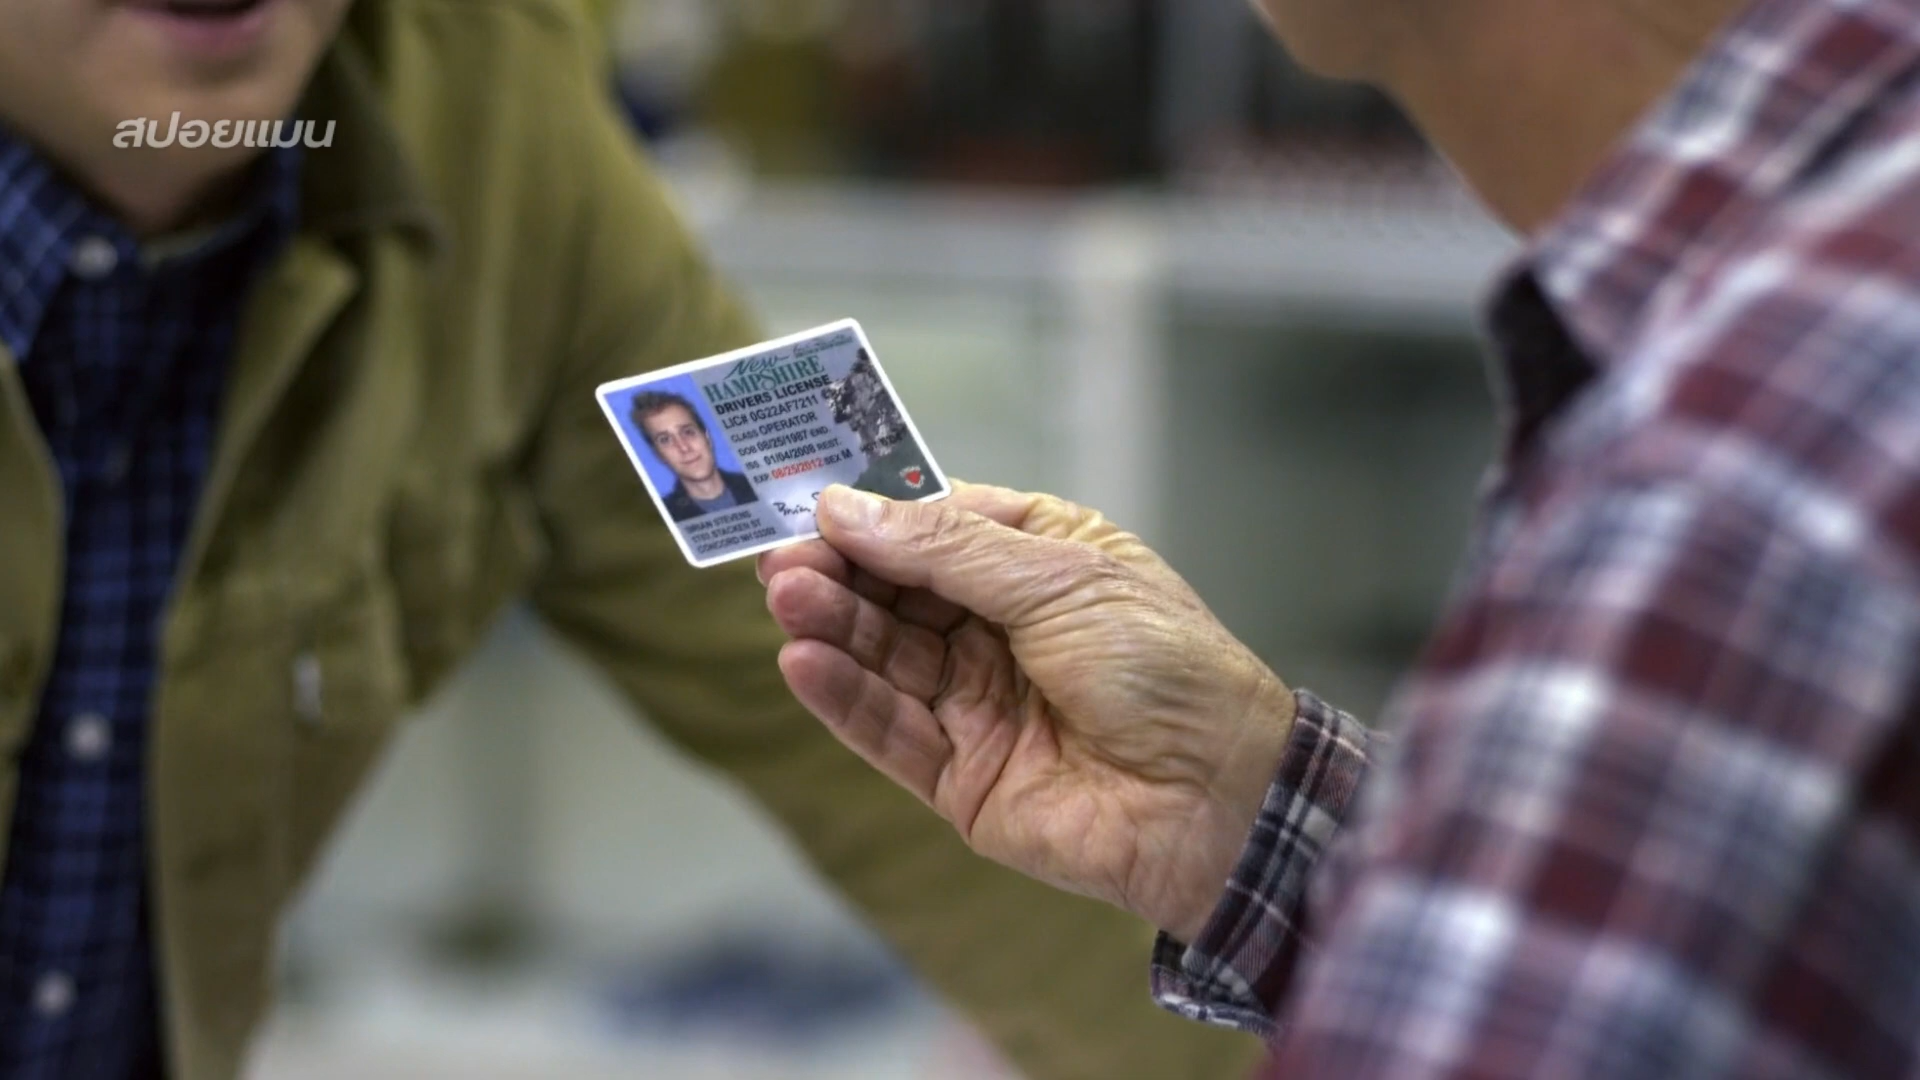 สปอยแมน
New
HAMPSHIRE
DRIVERS LICENSE
LIC# 0G22AF7211
CLASS OPERATOR
DOB 08/25/1987 END.
ISS. 01/04/2008 REST.
EXP. 08/25/2012 SEX M
BRIAN STEVENS
CONCORD NH